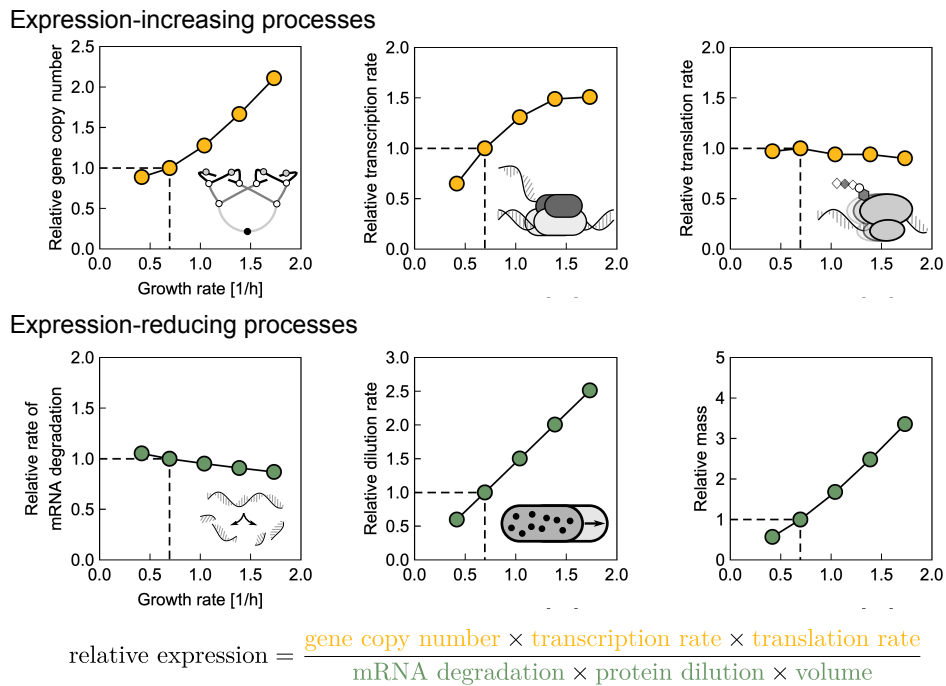 Expression-increasing processes
Relative gene copy number
2.5
2.0
1.5
1.0
0.5
0.0
0.0 0.5 1.0 1.5 2.0
Growth rate [1/h]
Relative transcription rate
2.0
1.5
1.0
0.5
0.0
0.0 0.5 1.0 1.5 2.0
Relative translation rate
2.0
1.5
1.0
0.5
0.0
0.0 0.5 1.0 1.5 2.0
Expression-reducing processes
Relative rate of
mRNA degradation
2.0
1.5
1.0
0.5
0.0
0.0 0.5 1.0 1.5 2.0
Growth rate [1/h]
Relative dilution rate
3.0
2.5
2.0
1.5
1.0
0.5
0.0
0.0 0.5 1.0 1.5 2.0
Relative mass
5
4
3
2
1
0
0.0 0.5 1.0 1.5 2.0
relative expression = gene copy number × transcription rate × translation rate
mRNA degradation × protein dilution × volume